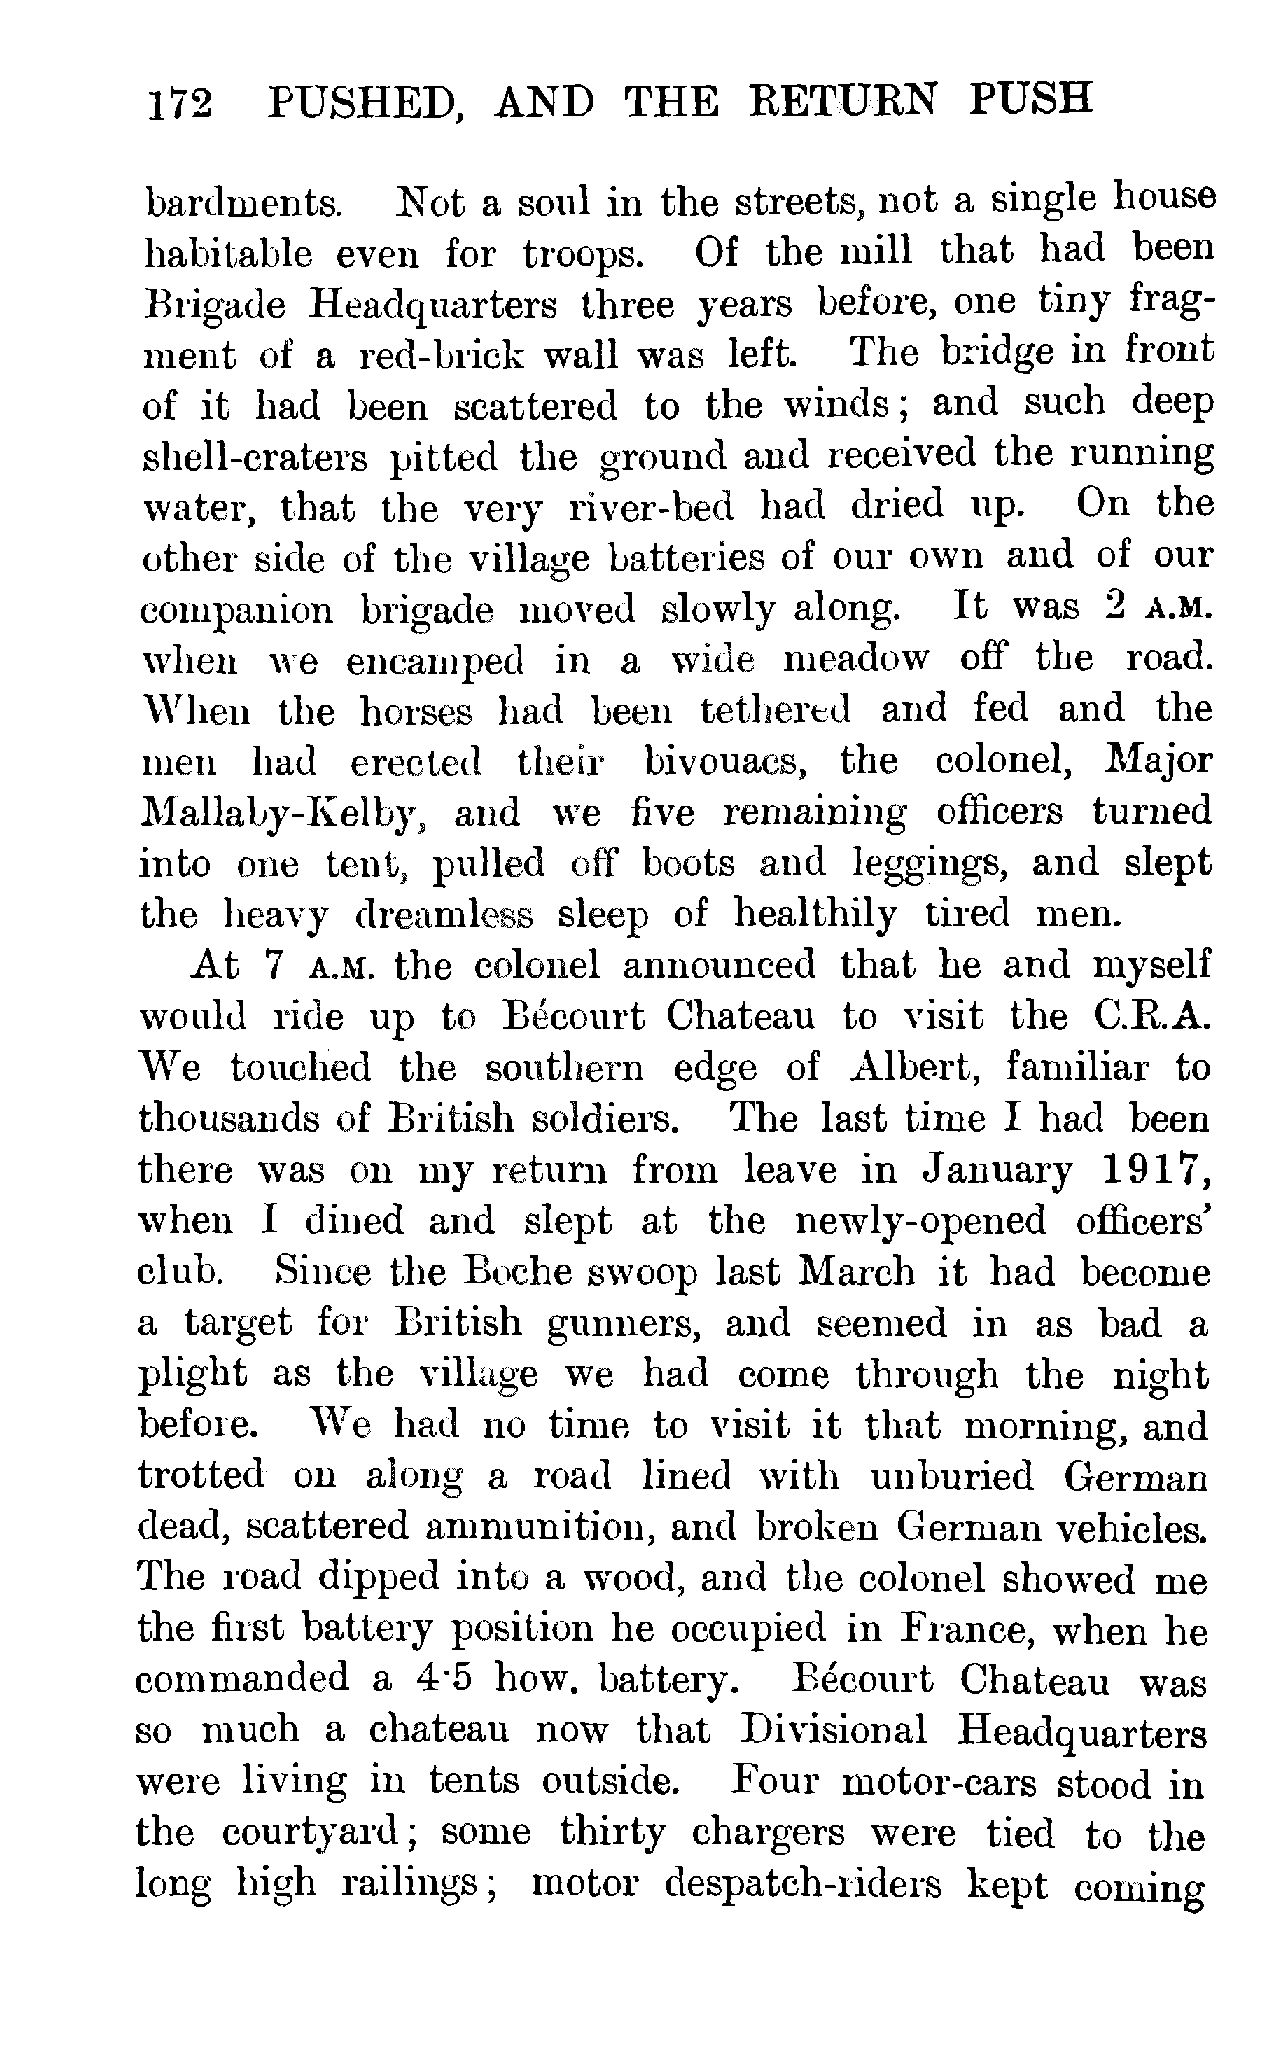 172 PUSHED, AND THE RETURN PUSH
bardments. Not a soul in the streets, not a single house
habitable even for troops. Of the mill that had been
Brigade Headquarters three years before, one tiny frag-
ment of a red-brick wall was left. The bridge in front
of it had been scattered to the winds; and such deep
shell-craters pitted the ground and received the running
water, that the very river-bed had dried up. On the
other side of the village batteries of our own and of our
companion brigade moved slowly along. It was 2 A.M.
when we encamped in a wide meadow off the road.
When the horses had been tethered and fed and the
men had erected their bivouacs, the colonel, Major
Mallaby-Kelby, and we five remaining officers turned
into one tent, pulled off boots and leggings, and slept
the heavy dreamless sleep of healthily tired men.
At 7 A.M. the colonel announced that he and myself
would ride up to Bécourt Chateau to visit the C.R.A.
We touched the southern edge of Albert, familiar to
thousands of British soldiers. The last time I had been
there was on my return from leave in January 1917,
when I dined and slept at the newly-opened officers'
club. Since the Boche swoop last March it had become
a target for British gunners, and seemed in as bad a
plight as the village we had come through the night
before. We had no time to visit it that morning, and
trotted on along a road lined with unburied German
dead, scattered ammunition, and broken German vehicles.
The road dipped into a wood, and the colonel showed me
the first battery position he occupied in France, when he
commanded a 4·5 how. battery. Bécourt Chateau was
so much a chateau now that Divisional Headquarters
were living in tents outside. Four motor-cars stood in
the courtyard; some thirty chargers were tied to the
long high railings; motor despatch-riders kept coming